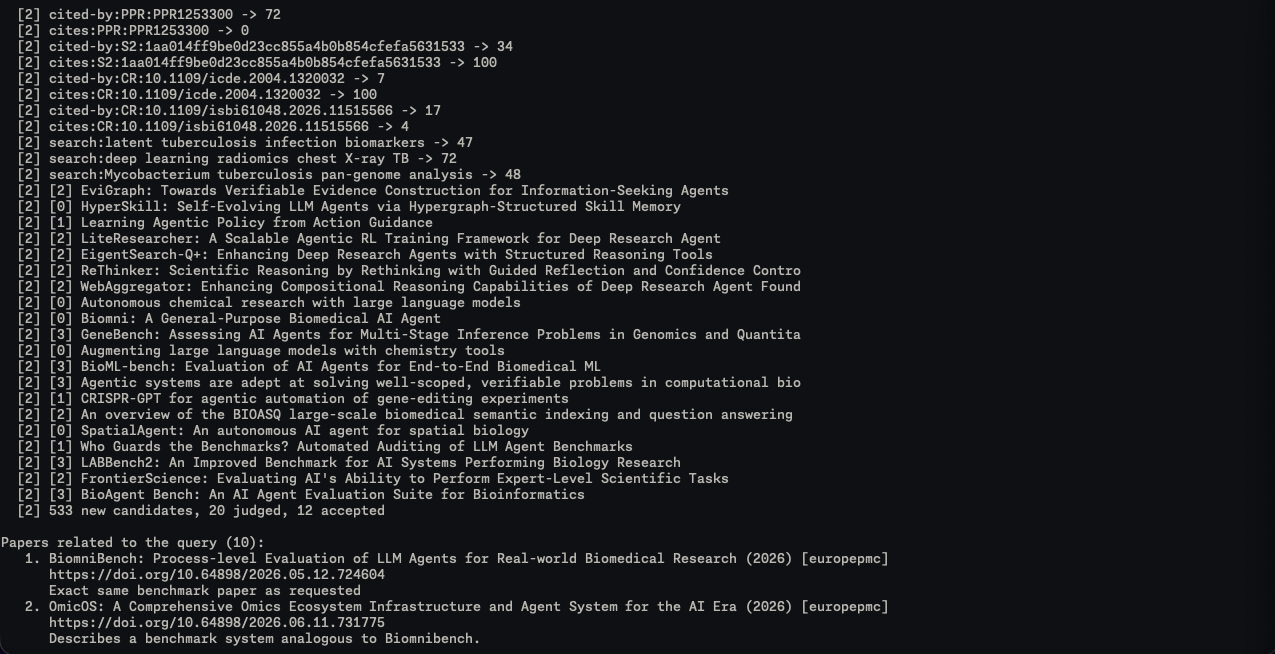 [2] cited-by:PPR:PPR1253300 -> 72
[2] cites:PPR:PPR1253300 -> 0
[2] cited-by:S2:1aa014ff9be0d23cc855a4b0b854cfefa5631533 -> 34
[2] cites:S2:1aa014ff9be0d23cc855a4b0b854cfefa5631533 -> 100
[2] cited-by:CR:10.1109/icde.2004.1320032 -> 7
[2] cites:CR:10.1109/icde.2004.1320032 -> 100
[2] cited-by:CR:10.1109/isbi61048.2026.11515566 -> 17
[2] cites:CR:10.1109/isbi61048.2026.11515566 -> 4
[2] search:latent tuberculosis infection biomarkers -> 47
[2] search:deep learning radiomics chest X-ray TB -> 72
[2] search:Mycobacterium tuberculosis pan-genome analysis -> 48
[2] [2] EviGraph: Towards Verifiable Evidence Construction for Information-Seeking Agents
[2] [0] HyperSkill: Self-Evolving LLM Agents via Hypergraph-Structured Skill Memory
[2] [1] Learning Agentic Policy from Action Guidance
[2] [2] LiteResearcher: A Scalable Agentic RL Training Framework for Deep Research Agent
[2] [2] EigentSearch-Q+: Enhancing Deep Research Agents with Structured Reasoning Tools
[2] [2] ReThinker: Scientific Reasoning by Rethinking with Guided Reflection and Confidence Contro
[2] [2] WebAggregator: Enhancing Compositional Reasoning Capabilities of Deep Research Agent Found
[2] [0] Autonomous chemical research with large language models
[2] [0] Biomni: A General-Purpose Biomedical AI Agent
[2] [3] GeneBench: Assessing AI Agents for Multi-Stage Inference Problems in Genomics and Quantita
[2] [0] Augmenting large language models with chemistry tools
[2] [3] BioML-bench: Evaluation of AI Agents for End-to-End Biomedical ML
[2] [3] Agentic systems are adept at solving well-scoped, verifiable problems in computational bio
[2] [1] CRISPR-GPT for agentic automation of gene-editing experiments
[2] [2] An overview of the BIOASQ large-scale biomedical semantic indexing and question answering
[2] [0] SpatialAgent: An autonomous AI agent for spatial biology
[2] [1] Who Guards the Benchmarks? Automated Auditing of LLM Agent Benchmarks
[2] [3] LABBench2: An Improved Benchmark for AI Systems Performing Biology Research
[2] [2] FrontierScience: Evaluating AI's Ability to Perform Expert-Level Scientific Tasks
[2] [3] BioAgent Bench: An AI Agent Evaluation Suite for Bioinformatics
[2] 533 new candidates, 20 judged, 12 accepted
Papers related to the query (10):
1. BiomniBench: Process-level Evaluation of LLM Agents for Real-world Biomedical Research (2026) [europepmc]
https://doi.org/10.64898/2026.05.12.724604
Exact same benchmark paper as requested
2. OmicOS: A Comprehensive Omics Ecosystem Infrastructure and Agent System for the AI Era (2026) [europepmc]
https://doi.org/10.64898/2026.06.11.731775
Describes a benchmark system analogous to Biomnibench.